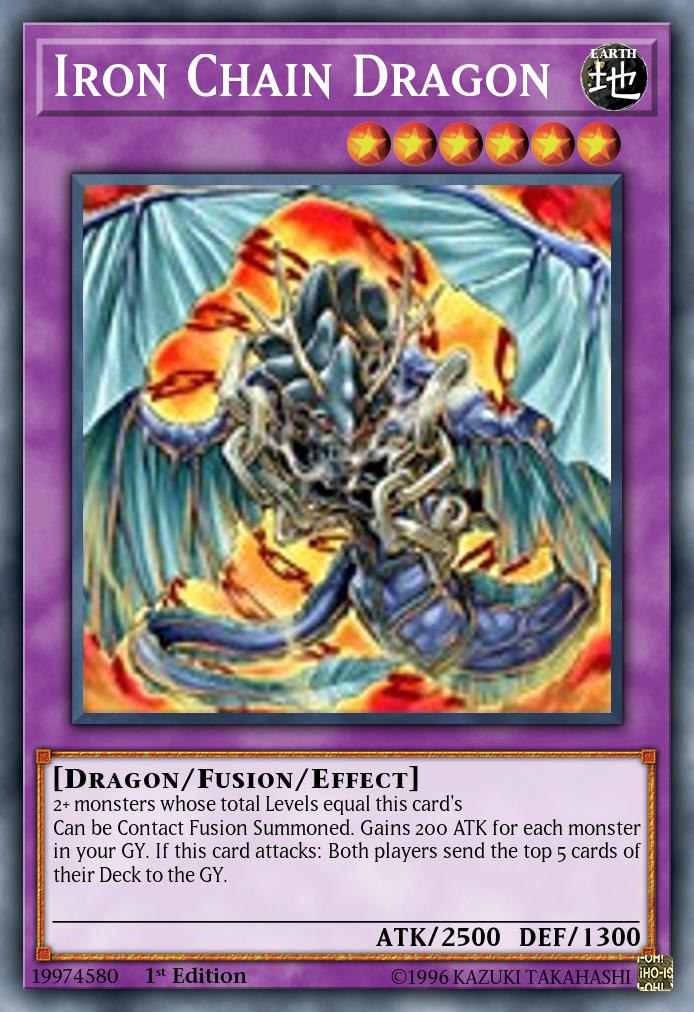 Iron Chain Dragon
EARTH
地
[Dragon/Fusion/Effect]
2+ monsters whose total Levels equal this card's
Can be Contact Fusion Summoned. Gains 200 ATK for each monster
in your GY. If this card attacks: Both players send the top 5 cards of
their Deck to the GY.
ATK/2500 DEF/1300
19974580 1st Edition ©1996 KAZUKI TAKAHASHI